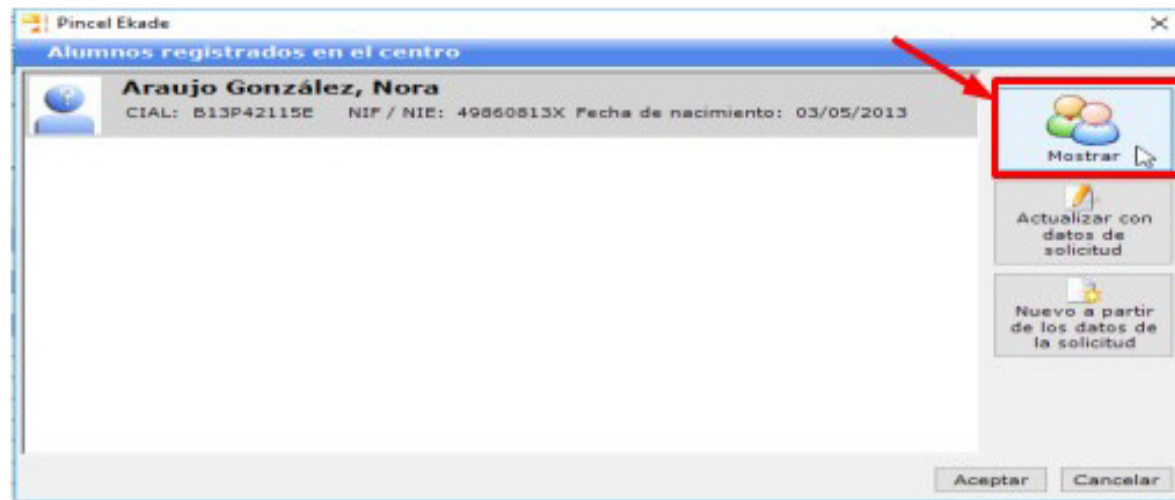 Pincel Ekade
Alumnos registrados en el centro
Araujo González, Nora
CIAL: B13P42115E NIF / NIE: 49860813X Fecha de nacimiento: 03/05/2013
Mostrar
Actualizar con
datos de
solicitud
Nuevo a partir
de los datos de
la solicitud
Aceptar
Cancelar